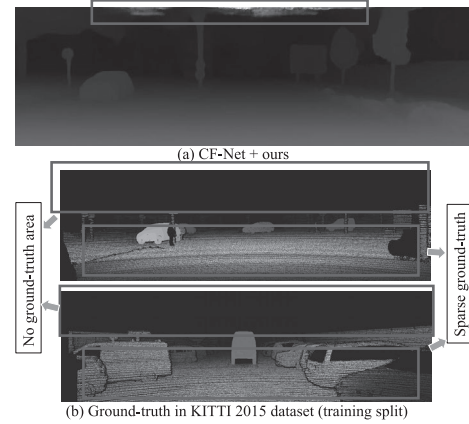 (a) CF-Net + ours
No ground-truth area
Sparse ground-truth
(b) Ground-truth in KITTI 2015 dataset (training split)